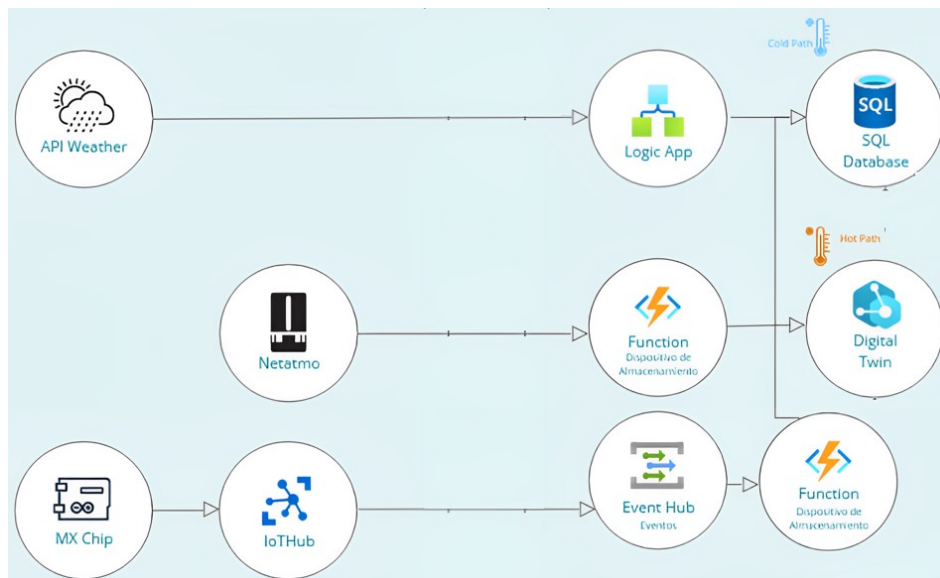 Cold Path
API Weather
Logic App
SQL
SQL
Database
Hot Path
Netatmo
Function
Dispositivo de
Almacenamiento
Digital
Twin
MX Chip
IoTHub
Event Hub
Eventos
Function
Dispositivo de
Almacenamiento